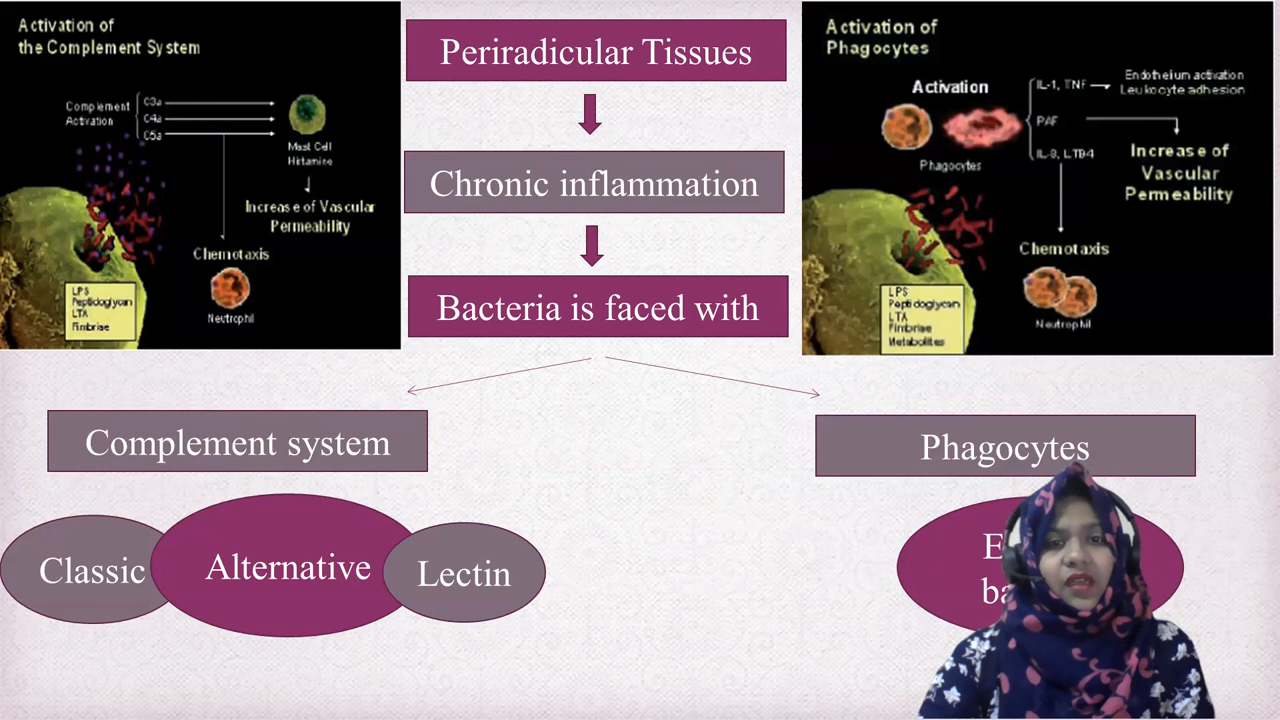 Activation of
the Complement System
Complement
Activation
C3a
C4a
C5a
Mast Cell
Histamine
Increase of Vascular
Permeability
Chemotaxis
Neutrophil
LPS
Peptidoglycan
LTA
Fimbriae
Periradicular Tissues
Chronic inflammation
Bacteria is faced with
Activation of
Phagocytes
Activation
Phagocytes
IL-1, TNF
PAF
IL-8, LTB4
Endothelium activation
Leukocyte adhesion
Increase of
Vascular
Permeability
Chemotaxis
Neutrophil
LPS
Peptidoglycan
LTA
Fimbriae
Metabolites
Complement system
Classic
Alternative
Lectin
Phagocytes